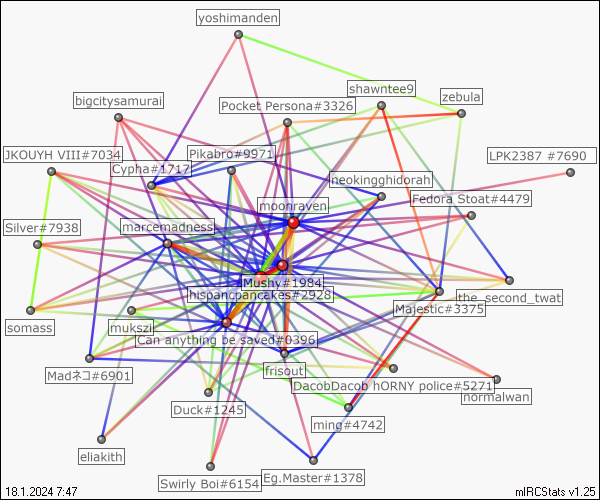 yoshimanden
shawntee9
zebula
bigcitysamurai
Pocket Persona#3326
JKOUYH VIII#7034
Pikabro#9971
LPK2387 #7690
Cypha#1717
neokingghidorah
Fedora Stoat#4479
moonraven
Silver#7938
marcemadness
Mushy#1984
hispancpancakes#2928
the_second_twat
Majestic#3375
somass
mukszi
Can anything be saved#0396
frisout
Madネコ#6901
DacobDacob hORNY police#5271
normalwan
Duck#1245
ming#4742
eliakith
Swirly Boi#6154
Eg.Master#1378
18.1.2024 7:47
mIRCStats v1.25